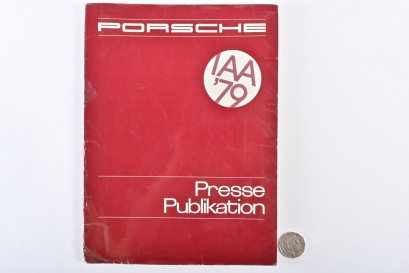 PORSCHE
IAA
'79
Presse
Publikation